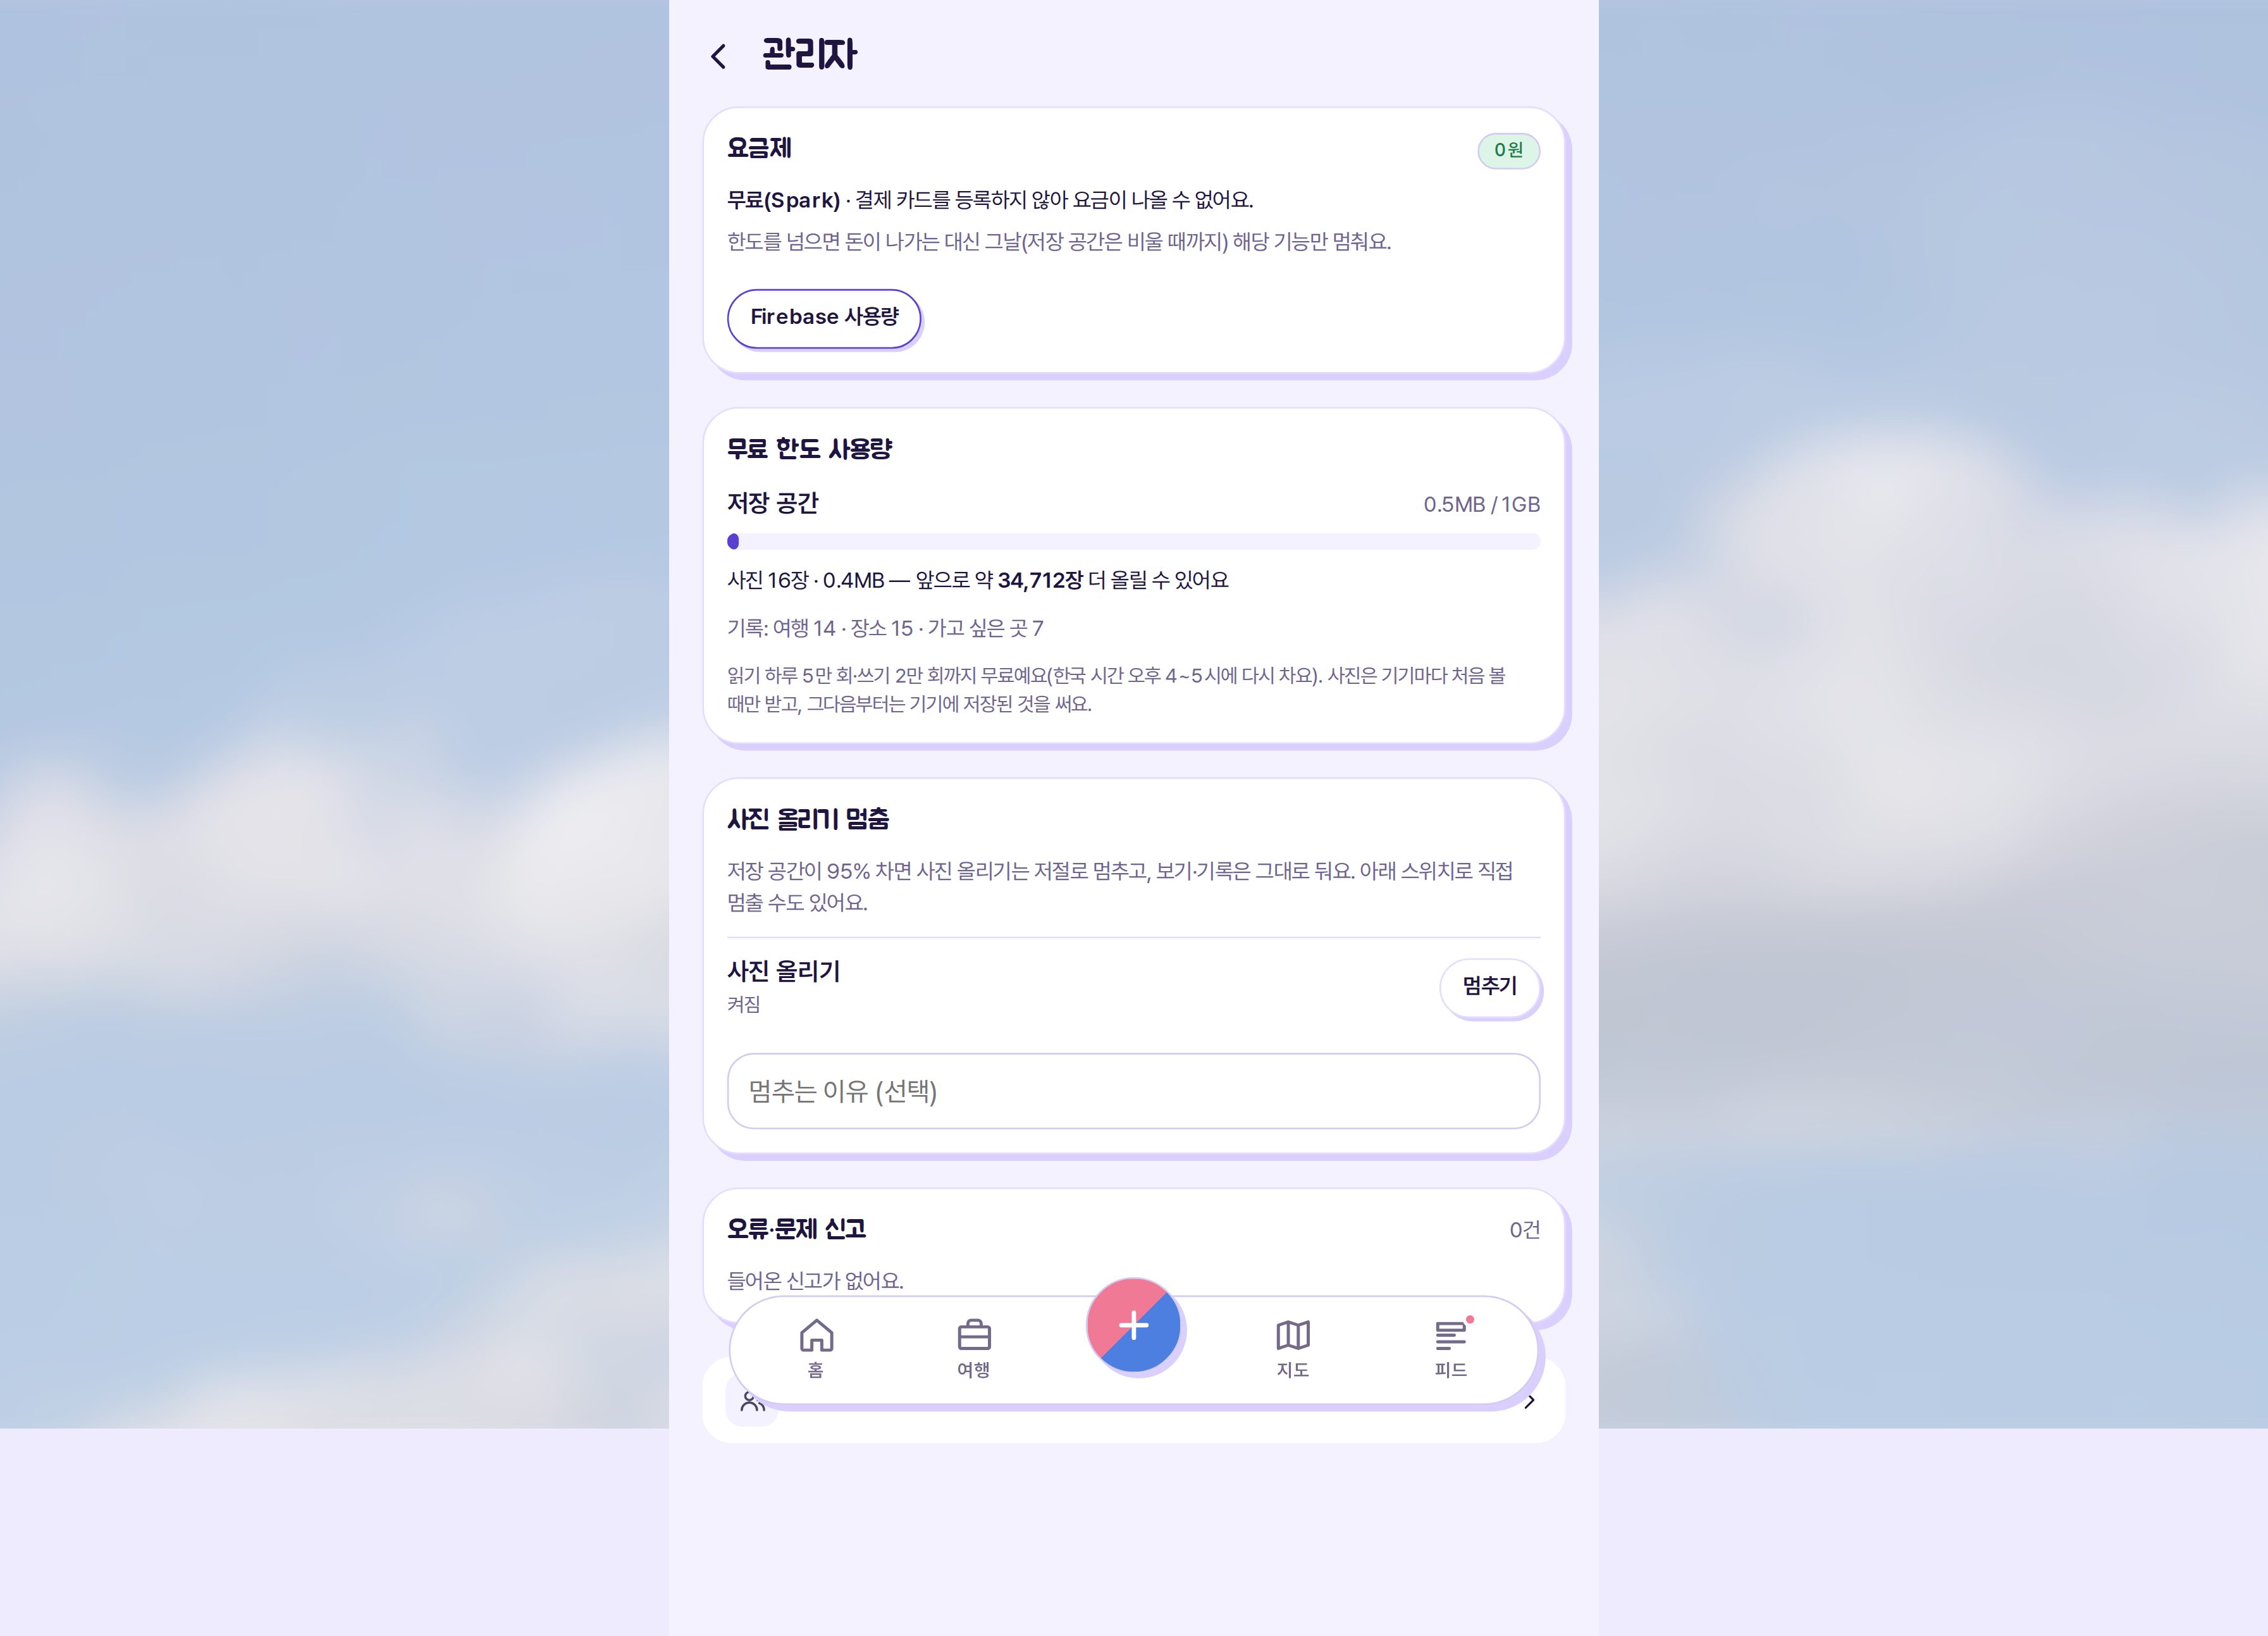 관리자
요금제
0원
무료(Spark) · 결제 카드를 등록하지 않아 요금이 나올 수 없어요.
한도를 넘으면 돈이 나가는 대신 그날(저장 공간은 비울 때까지) 해당 기능만 멈춰요.
Firebase 사용량
무료 한도 사용량
저장 공간
0.5MB / 1GB
사진 16장 · 0.4MB — 앞으로 약 34,712장 더 올릴 수 있어요
기록: 여행 14 · 장소 15 · 가고 싶은 곳 7
읽기 하루 5만 회·쓰기 2만 회까지 무료예요(한국 시간 오후 4~5시에 다시 차요). 사진은 기기마다 처음 볼
때만 받고, 그다음부터는 기기에 저장된 것을 써요.
사진 올리기 멈춤
저장 공간이 95% 차면 사진 올리기는 저절로 멈추고, 보기·기록은 그대로 둬요. 아래 스위치로 직접
멈출 수도 있어요.
사진 올리기
켜짐
멈추기
멈추는 이유 (선택)
오류·문제 신고
0건
들어온 신고가 없어요.
홈
여행
지도
피드